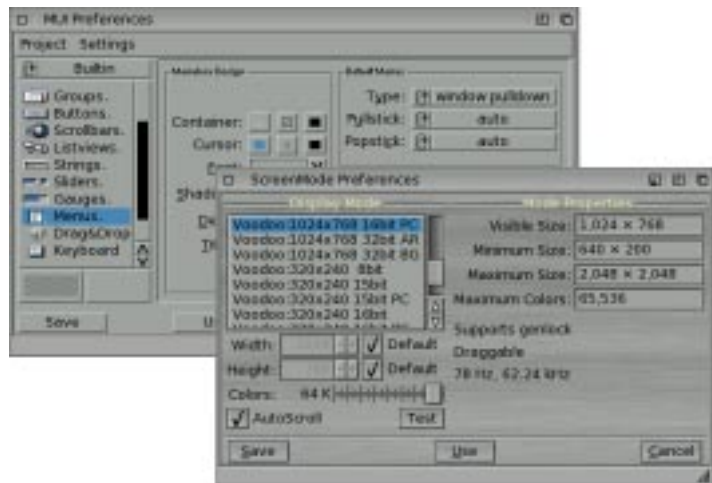 MUI Preferences
Project Settings
Builtin
Groups.
Buttons.
Scrollbars.
Listviews.
Strings.
Sliders.
Gauges.
Menus.
Drag&Drop
Keyboard
Save
Container:
Cursor:
Type: window pulldown
Pullstick: auto
Popstick: auto
ScreenMode Preferences
Display Mode
Voodoo:1024x768 16bit PC
Voodoo:1024x768 32bit AR
Voodoo:1024x768 32bit BG
Voodoo:320x240 8bit
Voodoo:320x240 15bit
Voodoo:320x240 15bit PC
Voodoo:320x240 16bit
Width: Default
Height: Default
Colors: 64 K
AutoScroll Test
Mode Properties
Visible Size: 1,024 × 768
Minimum Size: 640 × 200
Maximum Size: 2,048 × 2,048
Maximum Colors: 65,536
Supports genlock
Draggable
78 Hz, 62.24 kHz
Save Use Cancel